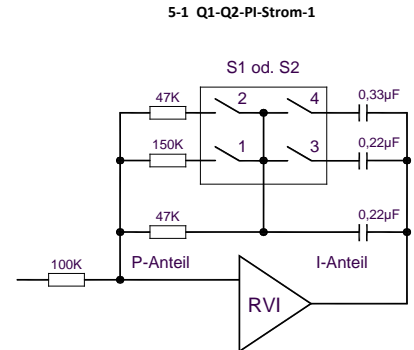 5-1 Q1-Q2-PI-Strom-1
S1 od. S2
47K 2 4 0,33µF
150K 1 3 0,22µF
47K 0,22µF
100K P-Anteil I-Anteil
RVI